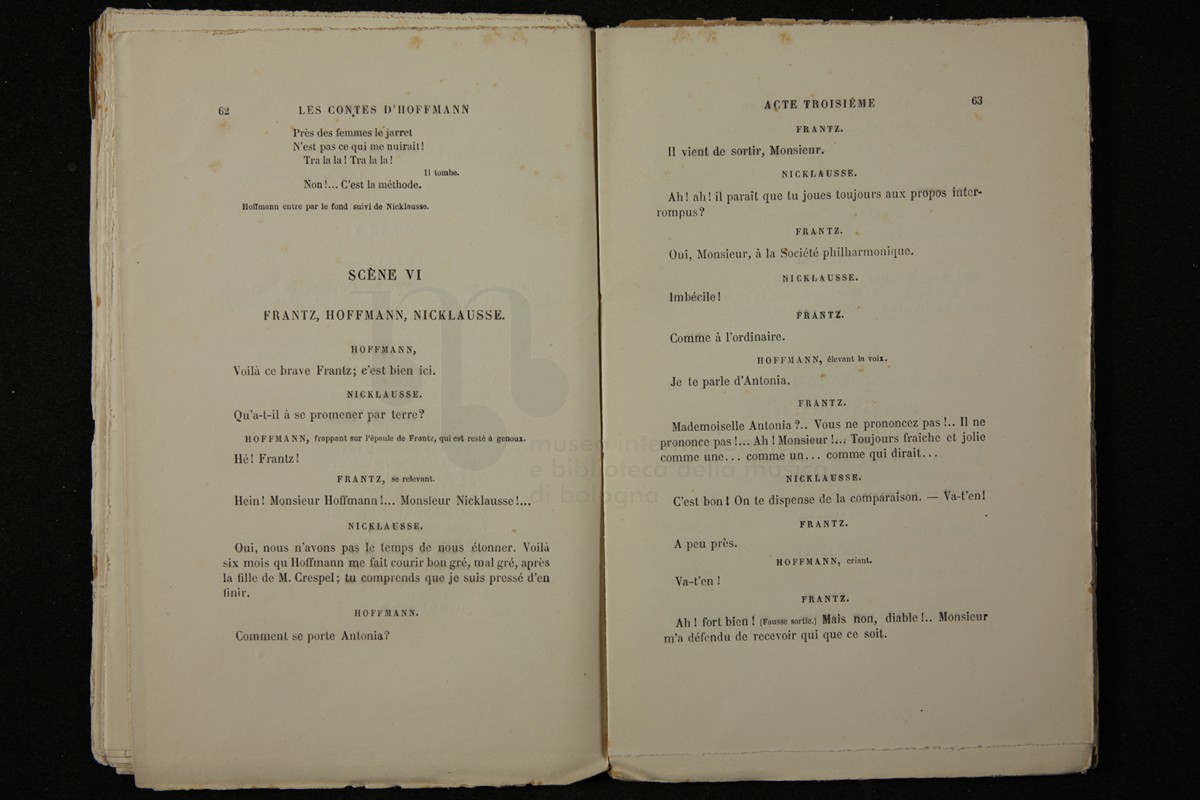 62 LES CONTES D'HOFFMANN
Près des femmes le jarret
N'est pas ce qui me nuirait!
Tra la la! Tra la la!
Il tombe.
Non!... C'est la méthode.
Hoffmann entre par le fond suivi de Nicklausse.
SCÈNE VI
FRANTZ, HOFFMANN, NICKLAUSSE.
HOFFMANN,
Voilà ce brave Frantz; c'est bien ici.
NICKLAUSSE.
Qu'a-t-il à se promener par terre?
HOFFMANN, frappant sur l'épaule de Frantz, qui est resté à genoux.
Hé! Frantz!
FRANTZ, se relevant.
Hein! Monsieur Hoffmann!... Monsieur Nicklausse!...
NICKLAUSSE.
Oui, nous n'avons pas le temps de nous étonner. Voilà
six mois qu Hoffmann me fait courir bon gré, mal gré, après
la fille de M. Crespel; tu comprends que je suis pressé d'en
finir.
HOFFMANN.
Comment se porte Antonia?
ACTE TROISIÈME 63
FRANTZ.
Il vient de sortir, Monsieur.
NICKLAUSSE.
Ah! ah! il paraît que tu joues toujours aux propos inter-
rompus?
FRANTZ.
Oui, Monsieur, à la Société philharmonique.
NICKLAUSSE.
Imbécile!
FRANTZ.
Comme à l'ordinaire.
HOFFMANN, élevant la voix.
Je te parle d'Antonia.
FRANTZ.
Mademoiselle Antonia?.. Vous ne prononcez pas!.. Il ne
prononce pas!... Ah! Monsieur!... Toujours fraîche et jolie
comme une... comme un... comme qui dirait...
NICKLAUSSE.
C'est bon! On te dispense de la comparaison. — Va-t'en!
FRANTZ.
A peu près.
HOFFMANN, criant.
Va-t'en!
FRANTZ.
Ah! fort bien! (Fausse sortie.) Mais non, diable!.. Monsieur
m'a défendu de recevoir qui que ce soit.
museo inte
e biblioteca della musica
di bologna